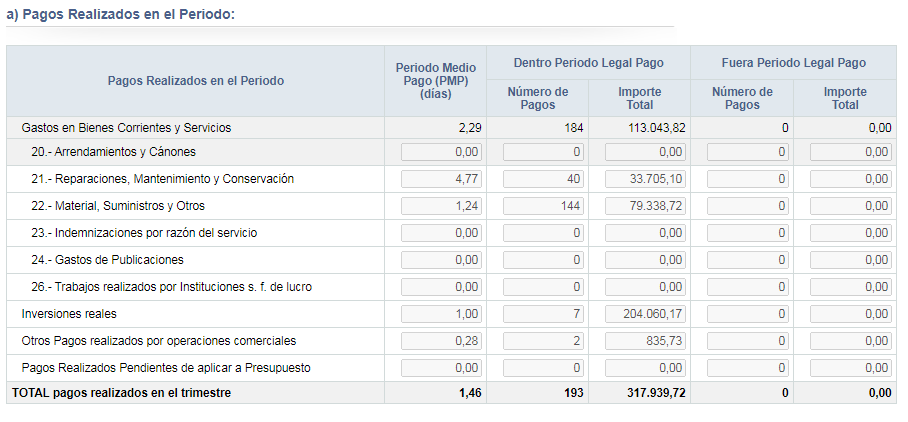 a) Pagos Realizados en el Periodo:
Pagos Realizados en el Periodo
Periodo Medio
Pago (PMP)
(días)
Dentro Periodo Legal Pago
Fuera Periodo Legal Pago
Número de
Pagos
Importe
Total
Número de
Pagos
Importe
Total
Gastos en Bienes Corrientes y Servicios 2,29 184 113.043,82 0 0,00
20.- Arrendamientos y Cánones 0,00 0 0,00 0 0,00
21.- Reparaciones, Mantenimiento y Conservación 4,77 40 33.705,10 0 0,00
22.- Material, Suministros y Otros 1,24 144 79.338,72 0 0,00
23.- Indemnizaciones por razón del servicio 0,00 0 0,00 0 0,00
24.- Gastos de Publicaciones 0,00 0 0,00 0 0,00
26.- Trabajos realizados por Instituciones s. f. de lucro 0,00 0 0,00 0 0,00
Inversiones reales 1,00 7 204.060,17 0 0,00
Otros Pagos realizados por operaciones comerciales 0,28 2 835,73 0 0,00
Pagos Realizados Pendientes de aplicar a Presupuesto 0,00 0 0,00 0 0,00
TOTAL pagos realizados en el trimestre 1,46 193 317.939,72 0 0,00